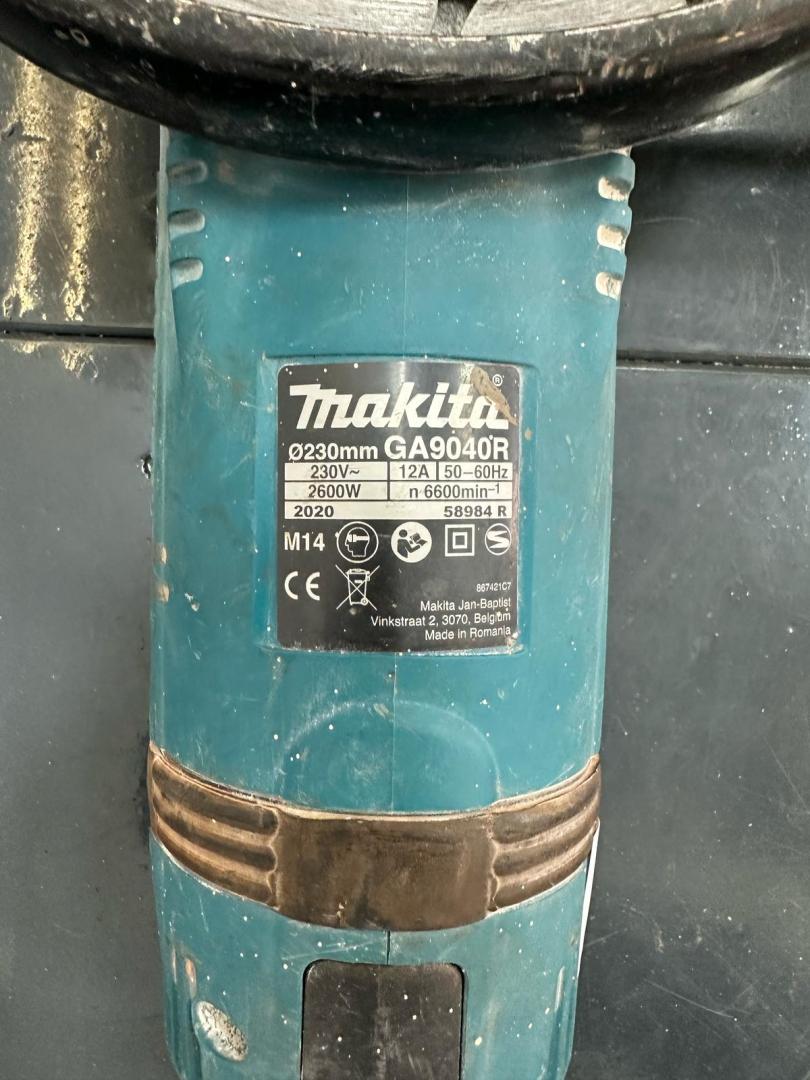 makita®
Ø230mm GA9040R
230V~ 12A 50–60Hz
2600W n 6600min⁻¹
2020 58984 R
M14
CE
867421C7
Makita Jan-Baptist
Vinkstraat 2, 3070, Belgium
Made in Romania